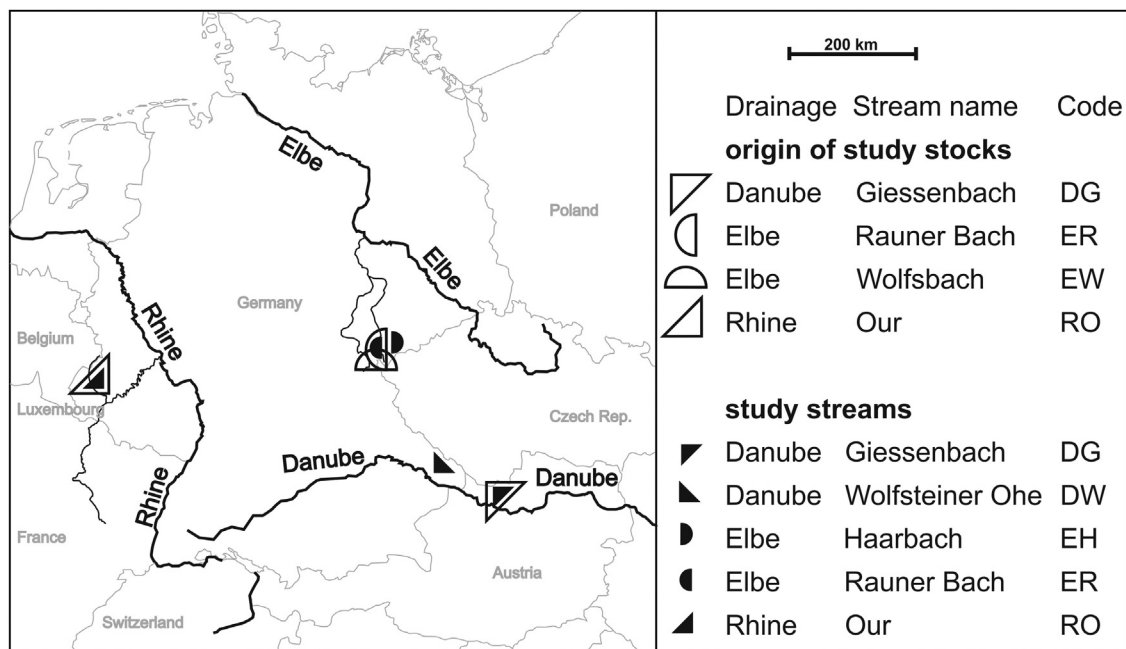 Elbe
Elbe
Poland
Germany
Rhine
Belgium
Luxembourg
Czech Rep.
Danube
Danube
Rhine
France
Austria
Switzerland
200 km
Drainage Stream name Code
origin of study stocks
Danube Giessenbach DG
Elbe Rauner Bach ER
Elbe Wolfsbach EW
Rhine Our RO
study streams
Danube Giessenbach DG
Danube Wolfsteiner Ohe DW
Elbe Haarbach EH
Elbe Rauner Bach ER
Rhine Our RO